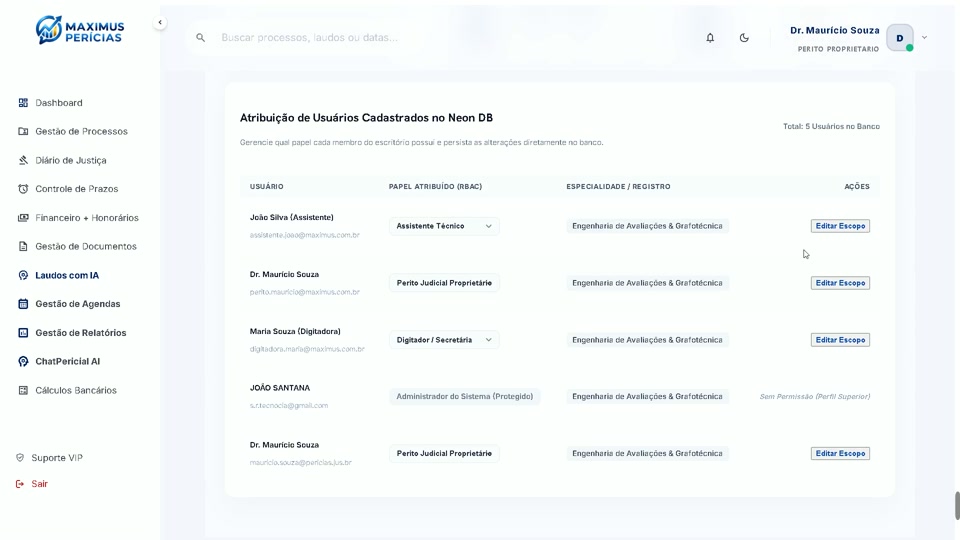 MAXIMUS
PERÍCIAS
Buscar processos, laudos ou datas...
Dr. Maurício Souza
PERITO PROPRIETARIO
D
Dashboard
Gestão de Processos
Diário de Justiça
Controle de Prazos
Financeiro + Honorários
Gestão de Documentos
Laudos com IA
Gestão de Agendas
Gestão de Relatórios
ChatPericial AI
Cálculos Bancários
Suporte VIP
Sair
Atribuição de Usuários Cadastrados no Neon DB
Total: 5 Usuários no Banco
Gerencie qual papel cada membro do escritório possui e persista as alterações diretamente no banco.
USUÁRIO PAPEL ATRIBUÍDO (RBAC) ESPECIALIDADE / REGISTRO AÇÕES
João Silva (Assistente)
assistente.joao@maximus.com.br
Assistente Técnico
Engenharia de Avaliações & Grafotécnica
Editar Escopo
Dr. Maurício Souza
perito.mauricio@maximus.com.br
Perito Judicial Proprietário
Engenharia de Avaliações & Grafotécnica
Editar Escopo
Maria Souza (Digitadora)
digitadora.maria@maximus.com.br
Digitador / Secretária
Engenharia de Avaliações & Grafotécnica
Editar Escopo
JOÃO SANTANA
s.r.tecnocia@gmail.com
Administrador do Sistema (Protegido)
Engenharia de Avaliações & Grafotécnica
Sem Permissão (Perfil Superior)
Dr. Maurício Souza
mauricio.souza@pericias.jus.br
Perito Judicial Proprietário
Engenharia de Avaliações & Grafotécnica
Editar Escopo